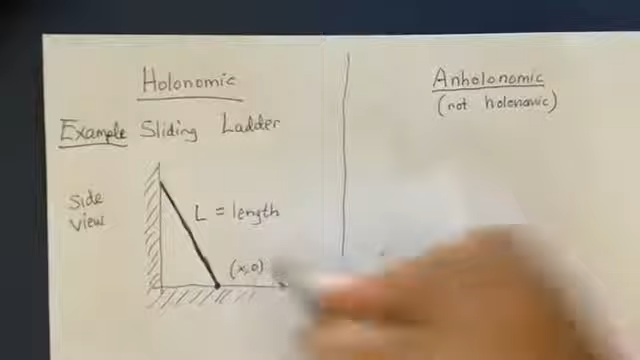 Holonomic
Example Sliding Ladder
Side
view
L = length
(x,0)
Anholonomic
(not holonomic)